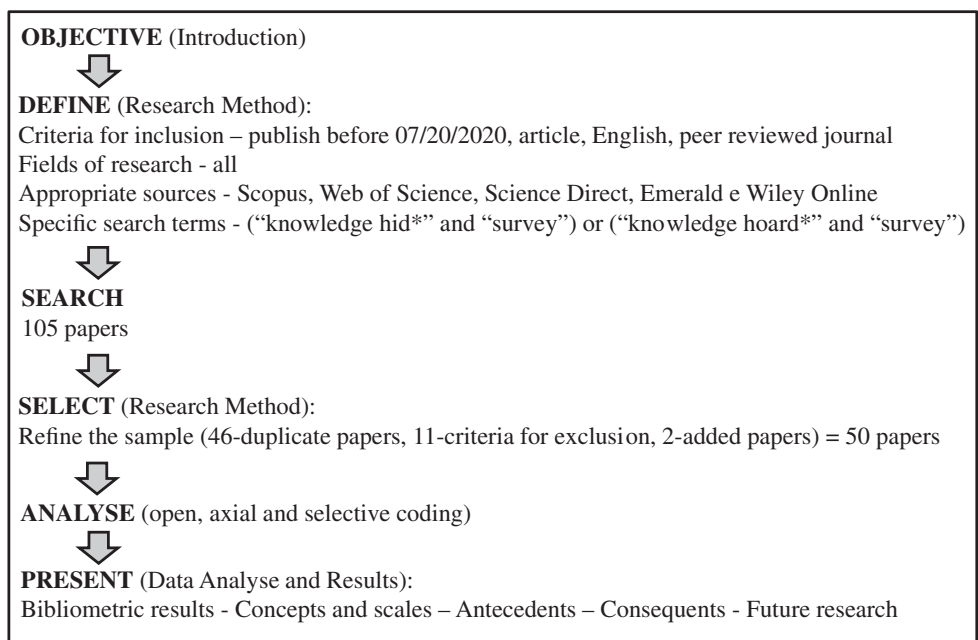 OBJECTIVE (Introduction)
DEFINE (Research Method):
Criteria for inclusion – publish before 07/20/2020, article, English, peer reviewed journal
Fields of research - all
Appropriate sources - Scopus, Web of Science, Science Direct, Emerald e Wiley Online
Specific search terms - (“knowledge hid*” and “survey”) or (“knowledge hoard*” and “survey”)
SEARCH
105 papers
SELECT (Research Method):
Refine the sample (46-duplicate papers, 11-criteria for exclusion, 2-added papers) = 50 papers
ANALYSE (open, axial and selective coding)
PRESENT (Data Analyse and Results):
Bibliometric results - Concepts and scales – Antecedents – Consequents - Future research